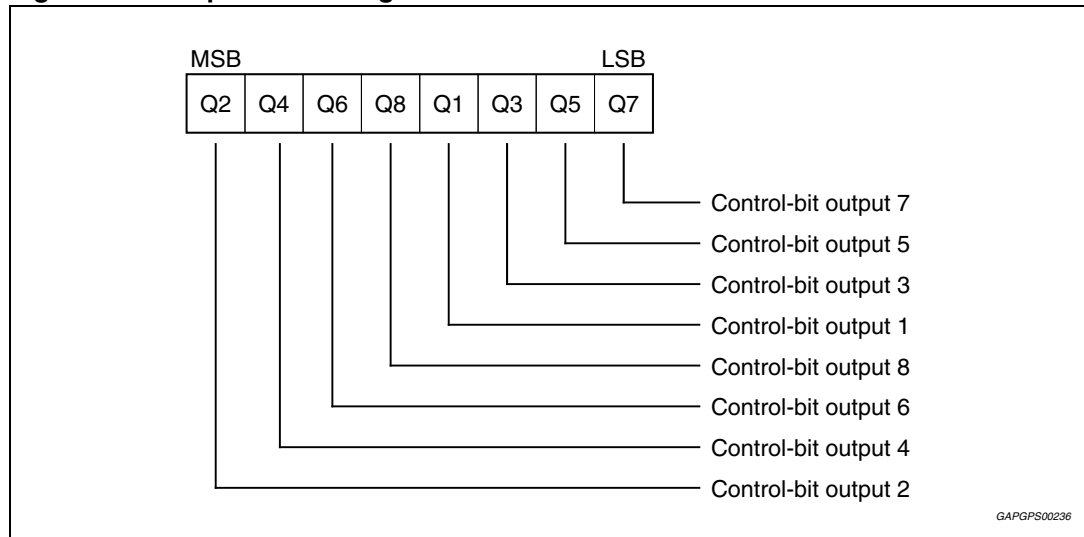 MSB LSB
Q2 Q4 Q6 Q8 Q1 Q3 Q5 Q7
Control-bit output 7
Control-bit output 5
Control-bit output 3
Control-bit output 1
Control-bit output 8
Control-bit output 6
Control-bit output 4
Control-bit output 2
GAPGPS00236